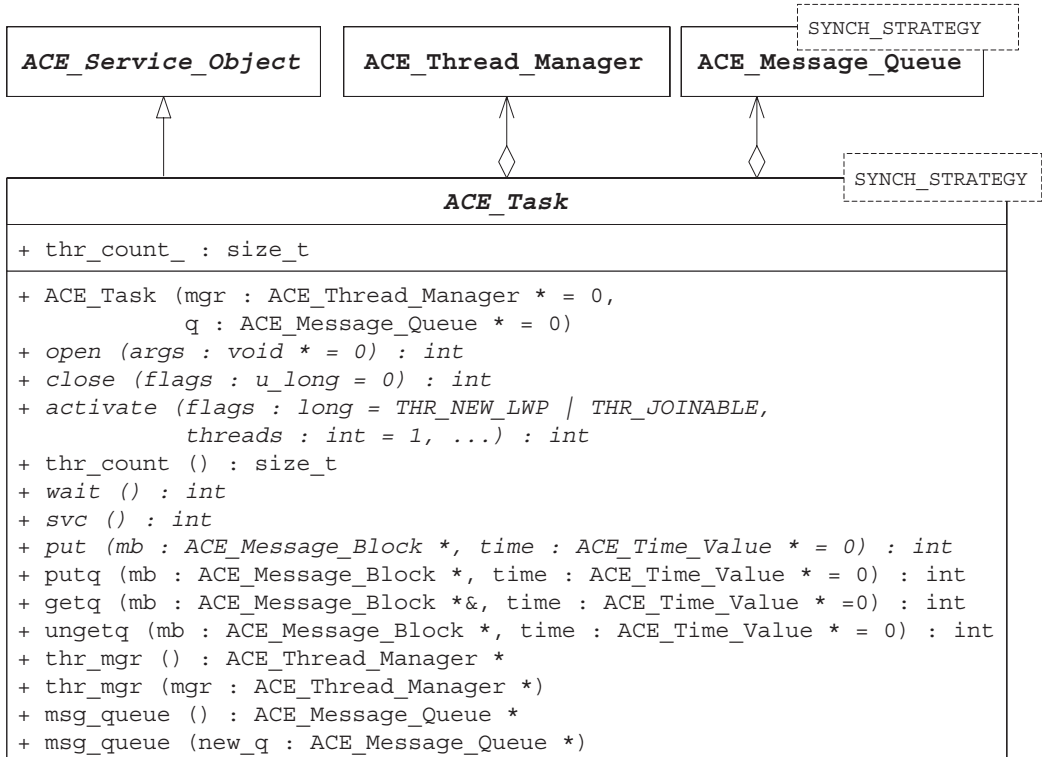 SYNCH_STRATEGY
ACE_Service_Object ACE_Thread_Manager ACE_Message_Queue
SYNCH_STRATEGY
ACE_Task
+ thr_count_ : size_t
+ ACE_Task (mgr : ACE_Thread_Manager * = 0,
q : ACE_Message_Queue * = 0)
+ open (args : void * = 0) : int
+ close (flags : u_long = 0) : int
+ activate (flags : long = THR_NEW_LWP | THR_JOINABLE,
threads : int = 1, ...) : int
+ thr_count () : size_t
+ wait () : int
+ svc () : int
+ put (mb : ACE_Message_Block *, time : ACE_Time_Value * = 0) : int
+ putq (mb : ACE_Message_Block *, time : ACE_Time_Value * = 0) : int
+ getq (mb : ACE_Message_Block *&, time : ACE_Time_Value * =0) : int
+ ungetq (mb : ACE_Message_Block *, time : ACE_Time_Value * = 0) : int
+ thr_mgr () : ACE_Thread_Manager *
+ thr_mgr (mgr : ACE_Thread_Manager *)
+ msg_queue () : ACE_Message_Queue *
+ msg_queue (new_q : ACE_Message_Queue *)